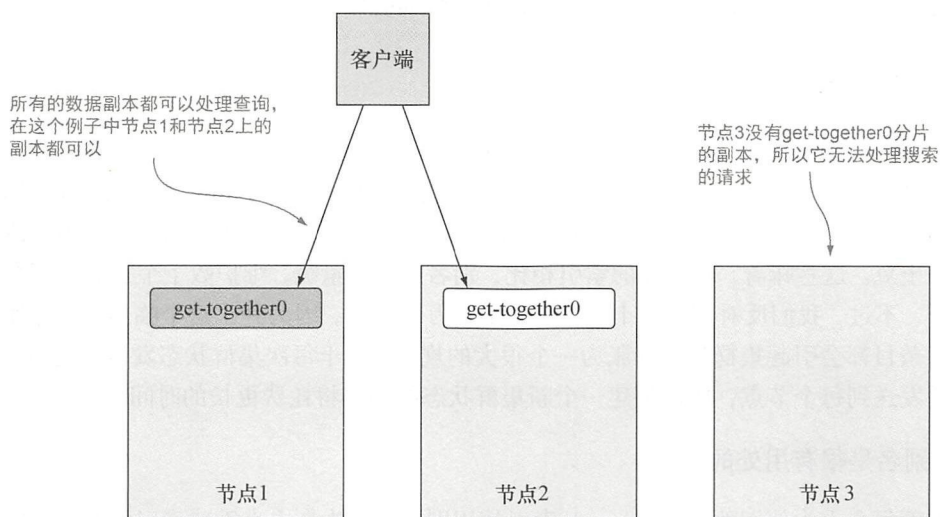 客户端
所有的数据副本都可以处理查询，
在这个例子中节点1和节点2上的
副本都可以
节点3没有get-together0分片
的副本，所以它无法处理搜索
的请求
get-together0
get-together0
节点1
节点2
节点3